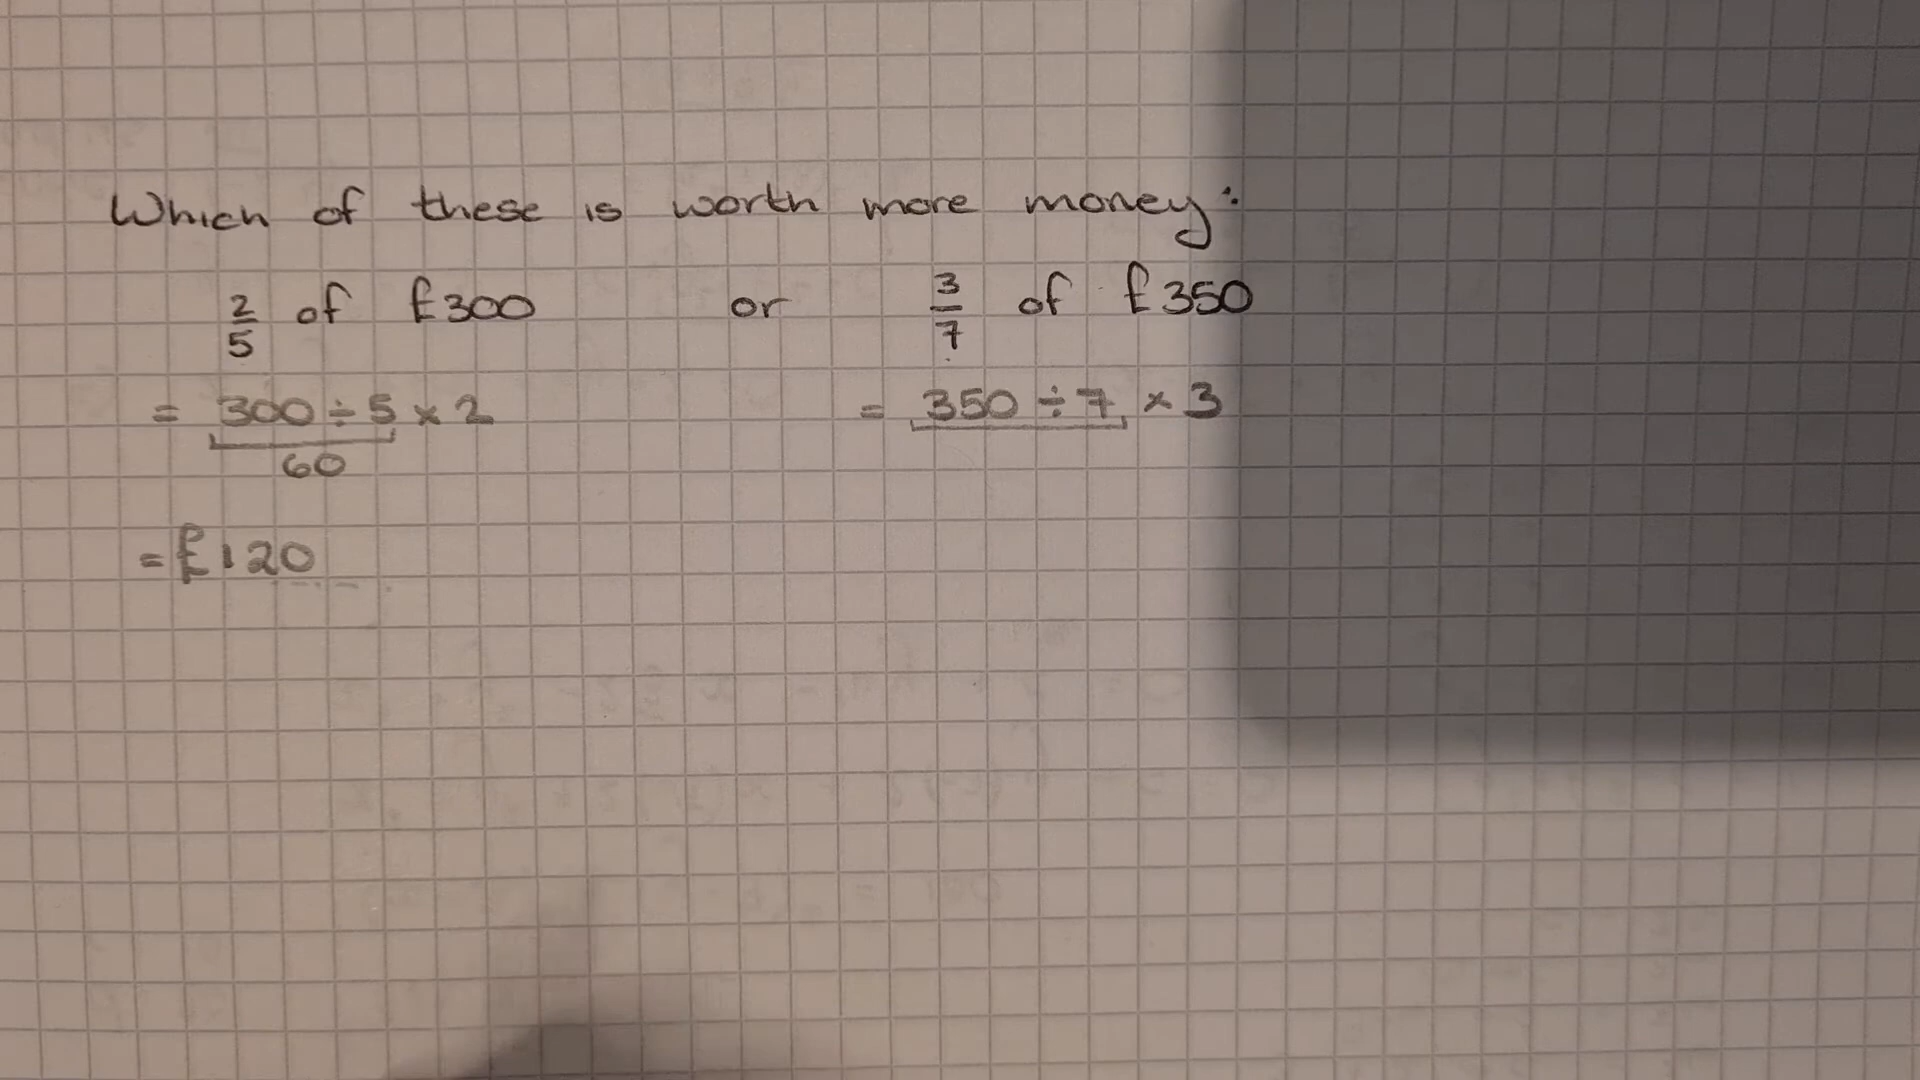 Which of these is worth more money:
2/5 of £300 or 3/7 of £350
= 300 ÷ 5 × 2 = 350 ÷ 7 × 3
60
= £120